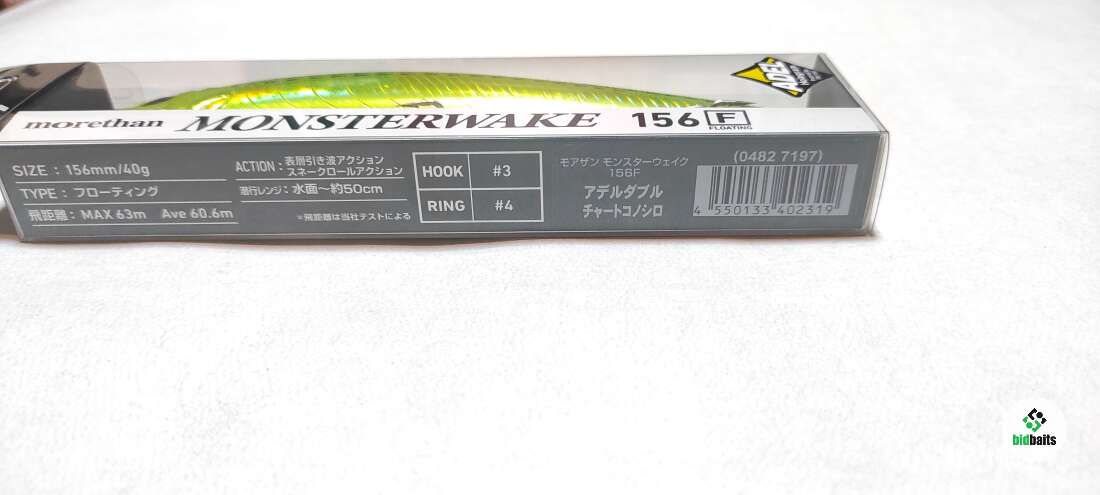 ADEL
morethan MONSTERWAKE 156 F
FLOATING
SIZE : 156mm/40g
TYPE : フローティング
飛距離 : MAX 63m Ave 60.6m
ACTION : 表層引き波アクション
スネークロールアクション
潜行レンジ : 水面〜約50cm
※飛距離は当社テストによる
HOOK #3
RING #4
モアザン モンスターウェイク
156F
アデルダブル
チャートコノシロ
(0482 7197)
4 550133 402319
bidbaits